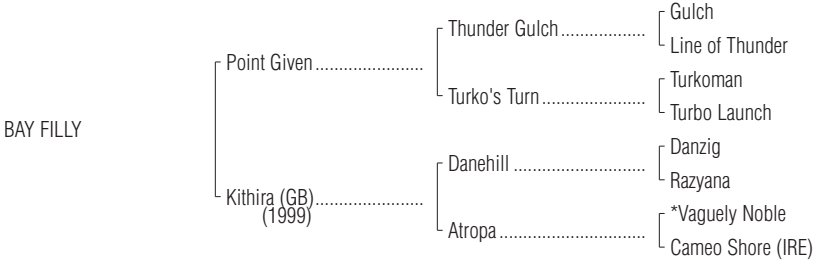 Gulch
Thunder Gulch..................
Line of Thunder
Point Given.......................
Turkoman
Turko's Turn......................
Turbo Launch
BAY FILLY
Danzig
Danehill ............................
Razyana
Kithira (GB).......................
(1999)
*Vaguely Noble
Atropa...............................
Cameo Shore (IRE)